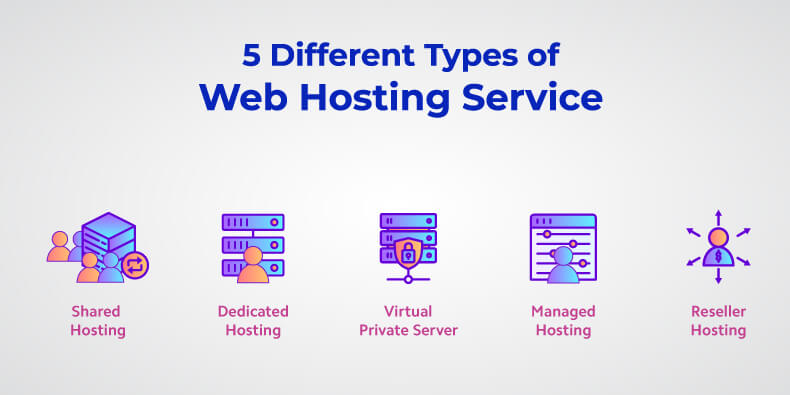 5 Different Types of
Web Hosting Service
Shared
Hosting
Dedicated
Hosting
Virtual
Private Server
Managed
Hosting
Reseller
Hosting